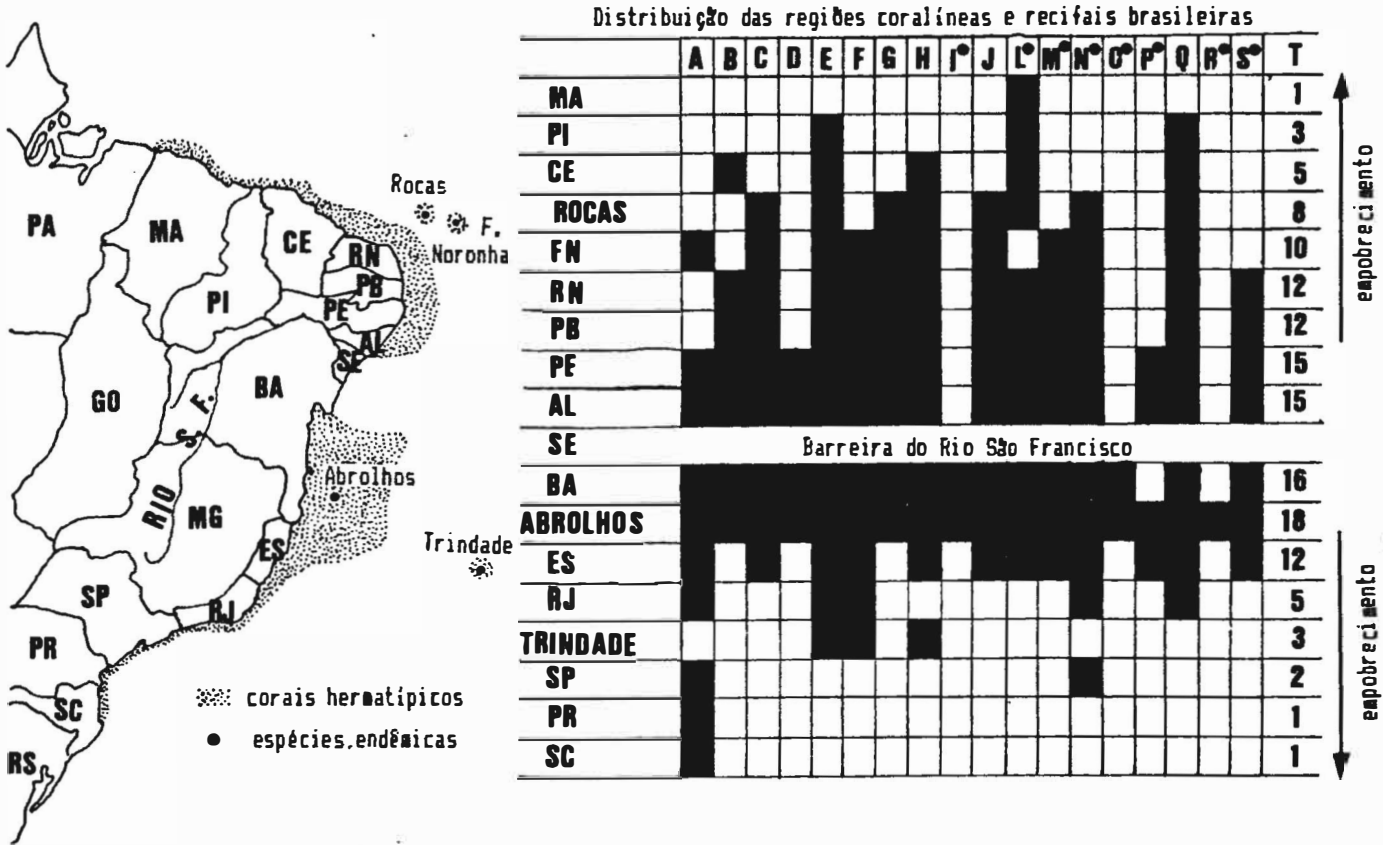 Distribuição das regiões coralíneas e recifais brasileiras
A B C D E F G H I J L M N O P Q R S T
MA 1
PI 3
CE 5
ROCAS 8
FN 10
RN 12
PB 12
PE 15
AL 15
SE Barreira do Rio São Francisco
BA 16
ABROLHOS 18
ES 12
RJ 5
TRINDADE 3
SP 2
PR 1
SC 1
empobrecimento
empobrecimento
Rocas
F.
Noronha
PA
MA
CE
RN
PB
PI
PE
AL
SE
BA
GO
S. F.
RIO
Abrolhos
MG
ES
Trindade
SP
RJ
PR
SC
RS
corais hermatípicos
espécies endêmicas